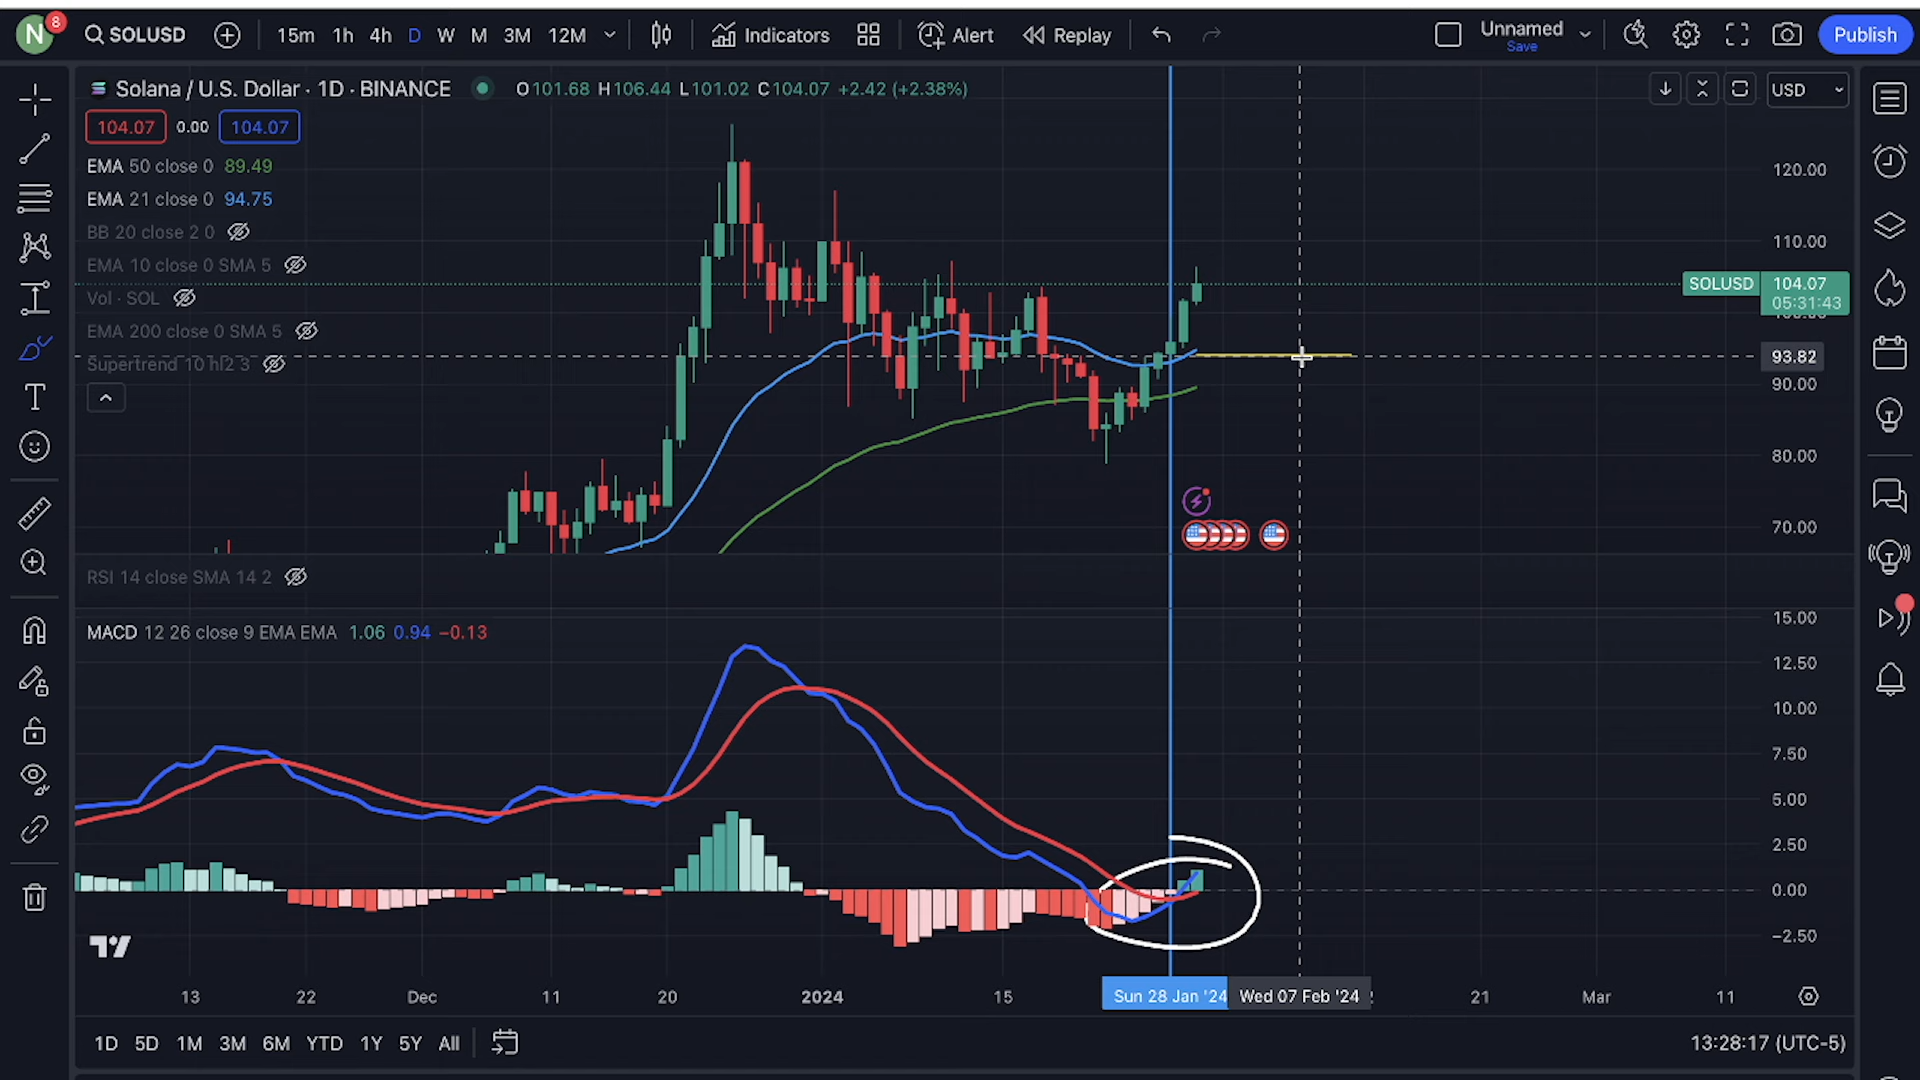 N 8 SOLUSD 15m 1h 4h D W M 3M 12M Indicators Alert Replay Unnamed Save Publish
Solana / U.S. Dollar · 1D · BINANCE O101.68 H106.44 L101.02 C104.07 +2.42 (+2.38%) USD
104.07 0.00 104.07
EMA 50 close 0 89.49
EMA 21 close 0 94.75
BB 20 close 2 0
EMA 10 close 0 SMA 5
Vol · SOL
EMA 200 close 0 SMA 5
Supertrend 10 hl2 3
120.00
110.00
SOLUSD 104.07
05:31:43
100.00
93.82
90.00
80.00
70.00
RSI 14 close SMA 14 2
MACD 12 26 close 9 EMA EMA 1.06 0.94 −0.13
15.00
12.50
10.00
7.50
5.00
2.50
0.00
−2.50
13 22 Dec 11 20 2024 15 Sun 28 Jan '24 Wed 07 Feb '24 21 Mar 11
1D 5D 1M 3M 6M YTD 1Y 5Y All 13:28:17 (UTC-5)